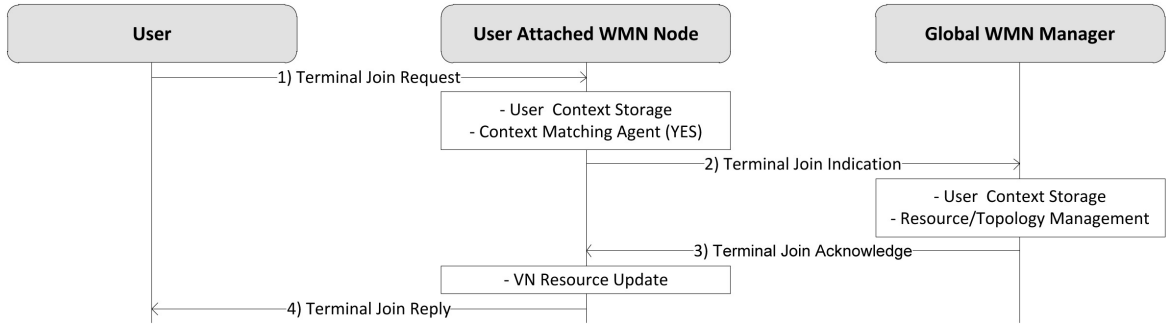 User
User Attached WMN Node
Global WMN Manager
1) Terminal Join Request
- User Context Storage
- Context Matching Agent (YES)
2) Terminal Join Indication
- User Context Storage
- Resource/Topology Management
3) Terminal Join Acknowledge
- VN Resource Update
4) Terminal Join Reply